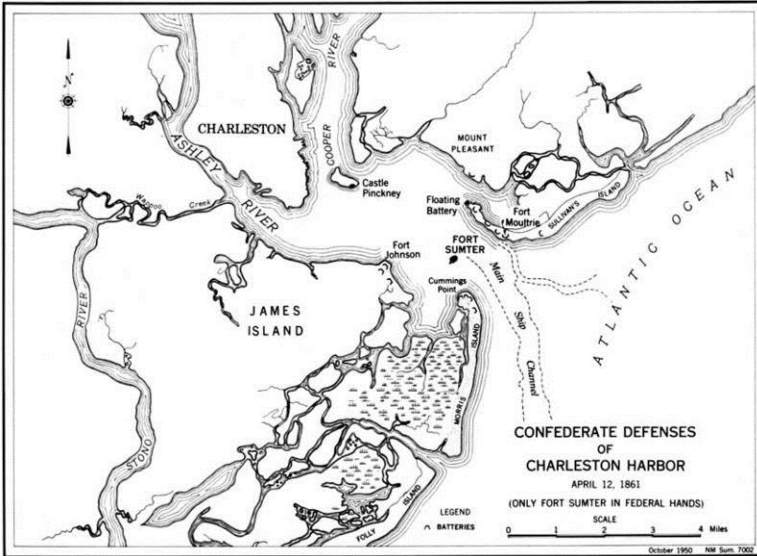 N
RIVER
COOPER
CHARLESTON
ASHLEY
RIVER
Wappoo Creek
Castle
Pinckney
MOUNT
PLEASANT
Floating
Battery
Fort
Moultrie
SULLIVAN'S
ISLAND
FORT
SUMTER
Fort
Johnson
Cummings
Point
Main
Ship
Channel
ATLANTIC OCEAN
JAMES
ISLAND
RIVER
STONO
MORRIS
ISLAND
FOLLY
ISLAND
CONFEDERATE DEFENSES
OF
CHARLESTON HARBOR
APRIL 12, 1861
(ONLY FORT SUMTER IN FEDERAL HANDS)
LEGEND
BATTERIES
SCALE
0 1 2 3 4 Miles
October 1950 NM Sum. 7002